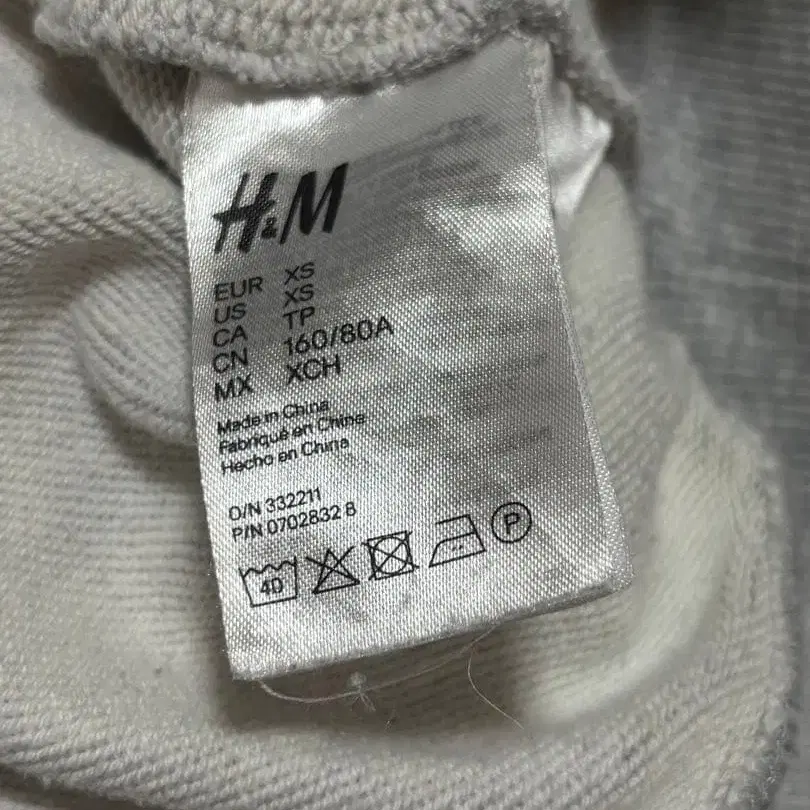 H&M
EUR XS
US XS
CA TP
CN 160/80A
MX XCH
Made in China
Fabriqué en Chine
Hecho en China
O/N 332211
P/N 0702832 8
40
P